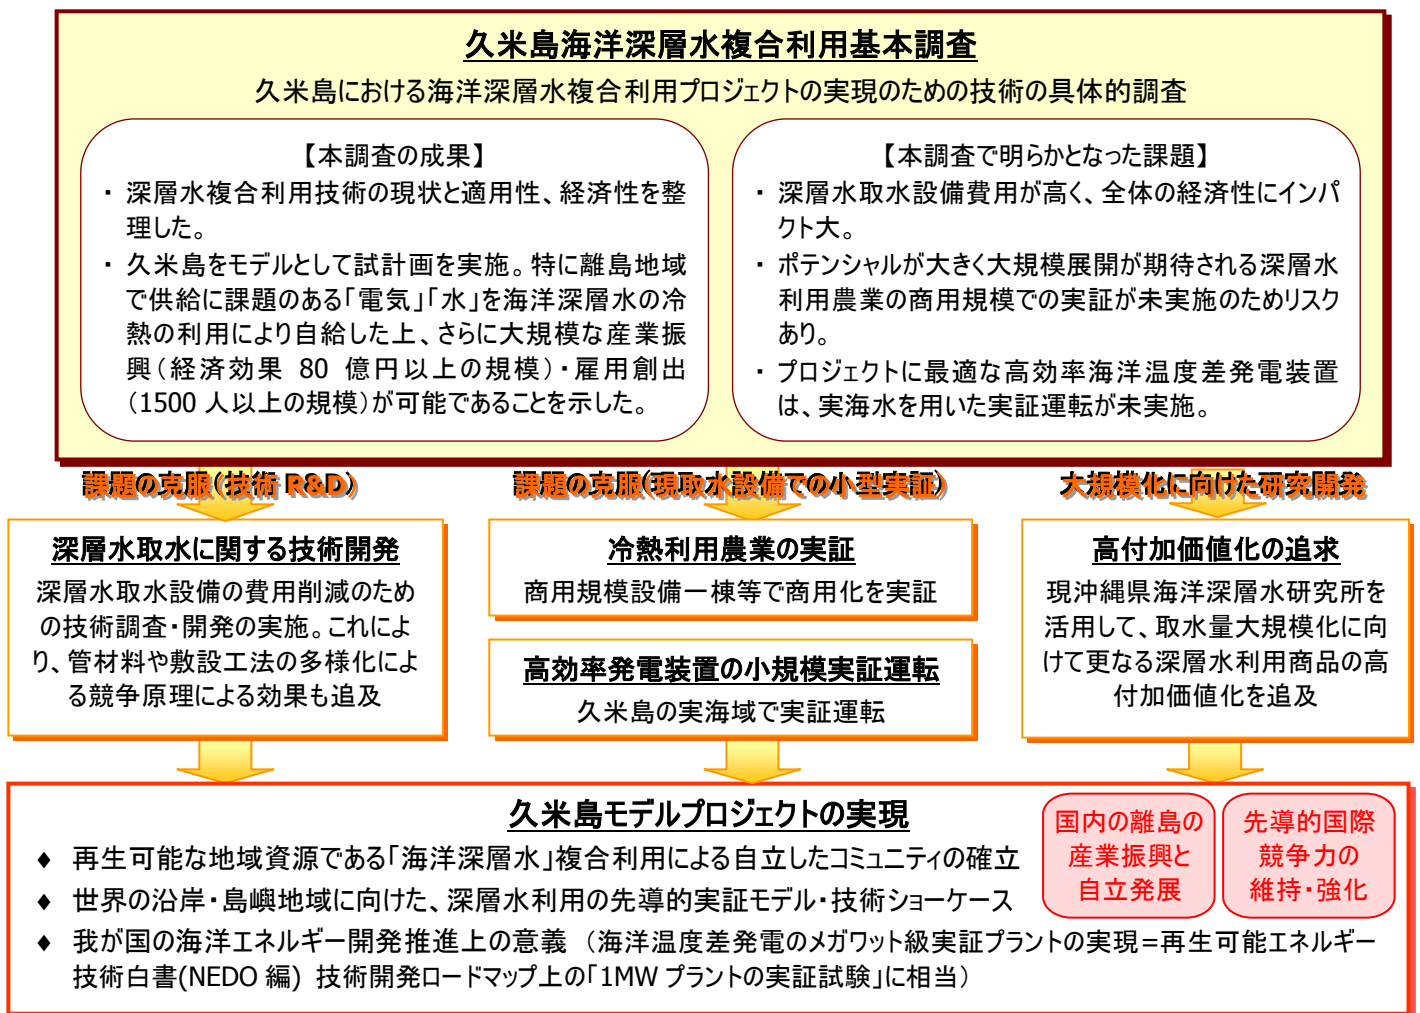 久米島海洋深層水複合利用基本調査
久米島における海洋深層水複合利用プロジェクトの実現のための技術の具体的調査
【本調査の成果】
・ 深層水複合利用技術の現状と適用性、経済性を整
理した。
・ 久米島をモデルとして試計画を実施。特に離島地域
で供給に課題のある「電気」「水」を海洋深層水の冷
熱の利用により自給した上、さらに大規模な産業振
興(経済効果 80 億円以上の規模)・雇用創出
(1500 人以上の規模)が可能であることを示した。
【本調査で明らかとなった課題】
・ 深層水取水設備費用が高く、全体の経済性にインパ
クト大。
・ ポテンシャルが大きく大規模展開が期待される深層水
利用農業の商用規模での実証が未実施のためリスク
あり。
・ プロジェクトに最適な高効率海洋温度差発電装置
は、実海水を用いた実証運転が未実施。
課題の克服(技術 R&D)
課題の克服(現取水設備での小型実証)
大規模化に向けた研究開発
深層水取水に関する技術開発
深層水取水設備の費用削減のため
の技術調査・開発の実施。これによ
り、管材料や敷設工法の多様化によ
る競争原理による効果も追及
冷熱利用農業の実証
商用規模設備一棟等で商用化を実証
高効率発電装置の小規模実証運転
久米島の実海域で実証運転
高付加価値化の追求
現沖縄県海洋深層水研究所を
活用して、取水量大規模化に向
けて更なる深層水利用商品の高
付加価値化を追及
久米島モデルプロジェクトの実現
♦ 再生可能な地域資源である「海洋深層水」複合利用による自立したコミュニティの確立
♦ 世界の沿岸・島嶼地域に向けた、深層水利用の先導的実証モデル・技術ショーケース
♦ 我が国の海洋エネルギー開発推進上の意義 (海洋温度差発電のメガワット級実証プラントの実現=再生可能エネルギー
技術白書(NEDO 編) 技術開発ロードマップ上の「1MW プラントの実証試験」に相当)
国内の離島の
産業振興と
自立発展
先導的国際
競争力の
維持・強化